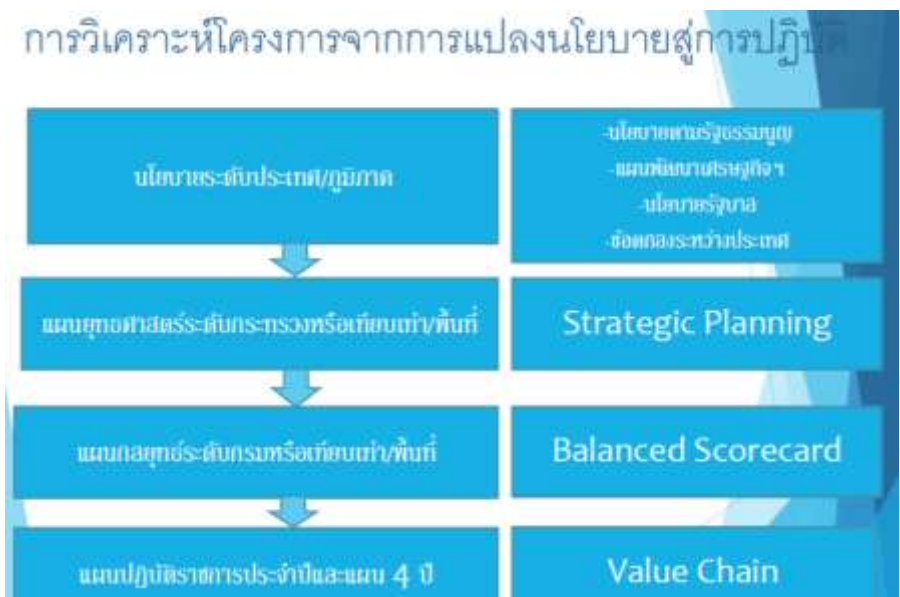 การวิเคราะห์โครงการจากการแปลงนโยบายสู่การปฏิบัติ
นโยบายระดับประเทศ/ภูมิภาค
-นโยบายตามรัฐธรรมนูญ
-แผนพัฒนาเศรษฐกิจฯ
-นโยบายรัฐบาล
-ข้อตกลงระหว่างประเทศ
แผนยุทธศาสตร์ระดับกระทรวงหรือเทียบเท่า/พื้นที่
Strategic Planning
แผนกลยุทธ์ระดับกรมหรือเทียบเท่า/พื้นที่
Balanced Scorecard
แผนปฏิบัติราชการประจำปีและแผน 4 ปี
Value Chain